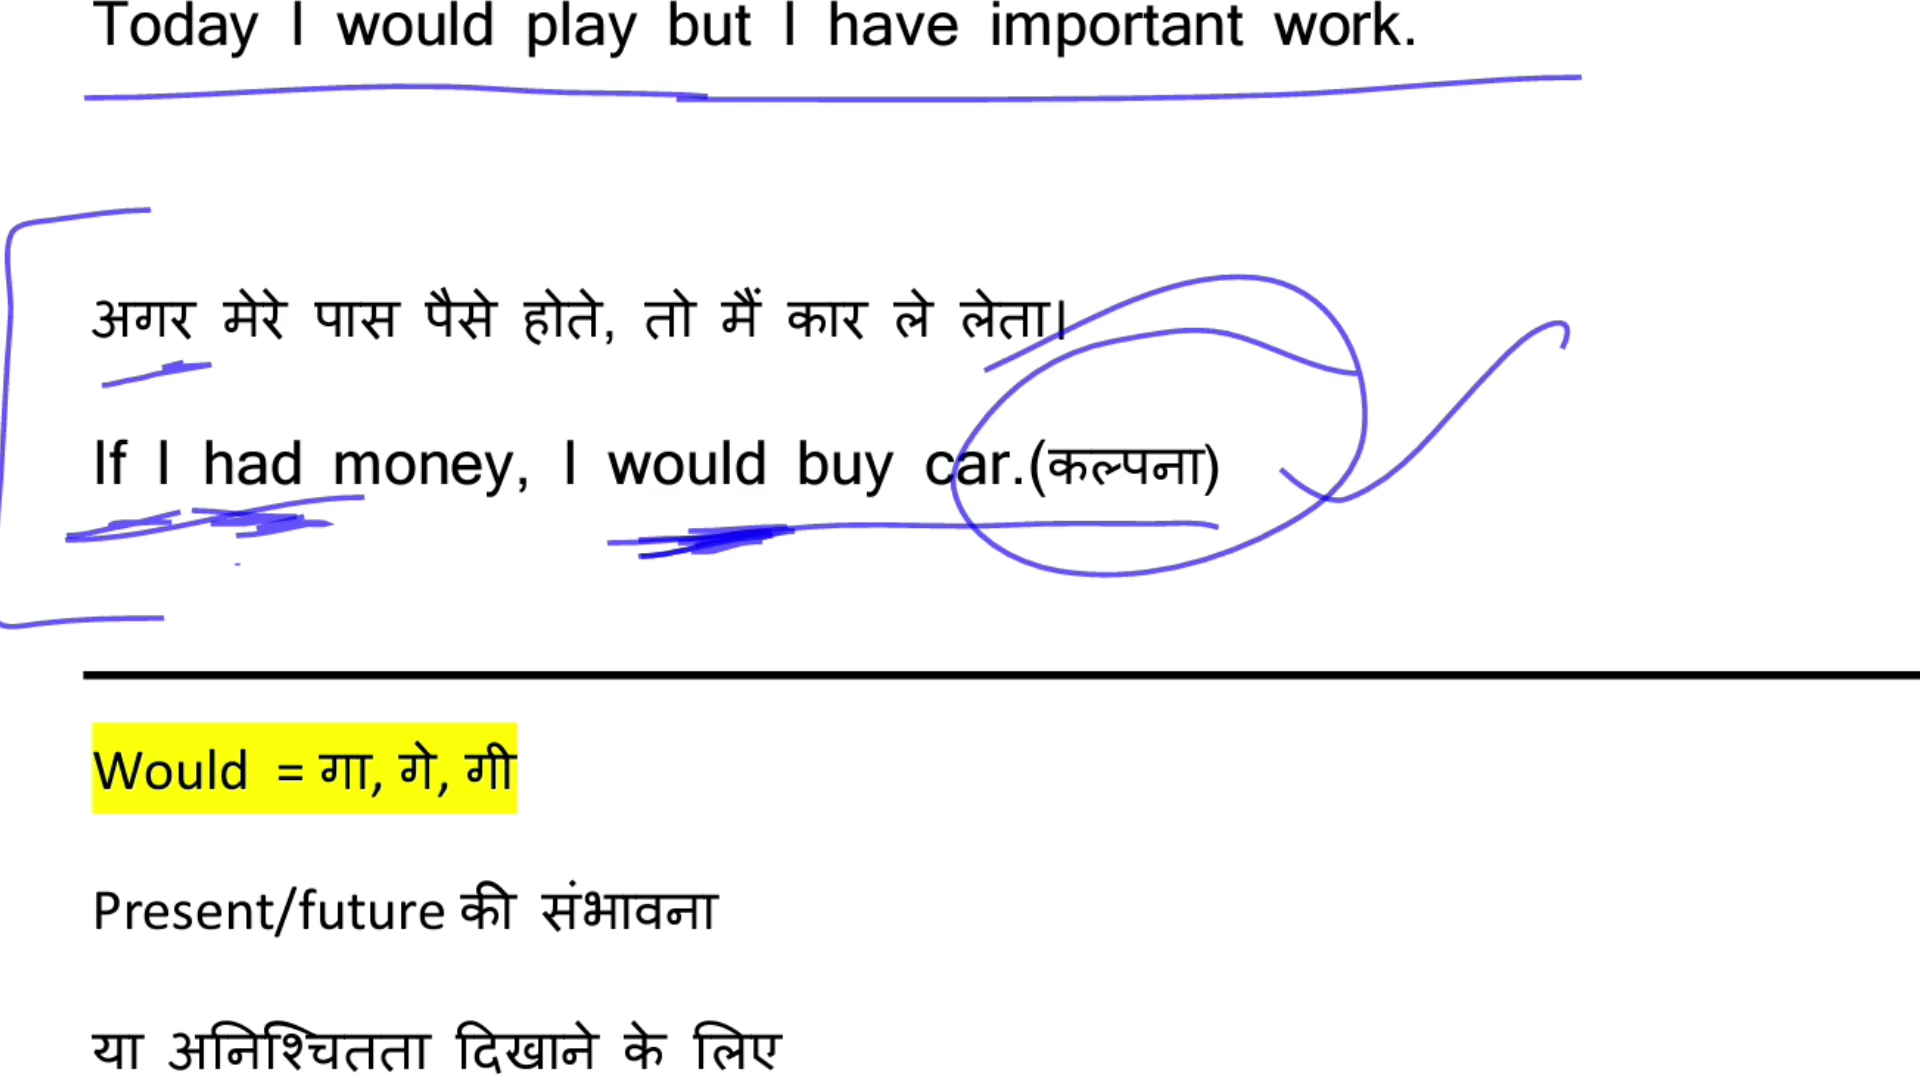 Today I would play but I have important work.
अगर मेरे पास पैसे होते, तो मैं कार ले लेता।
If I had money, I would buy car.(कल्पना)
Would = गा, गे, गी
Present/future की संभावना
या अनिश्चितता दिखाने के लिए